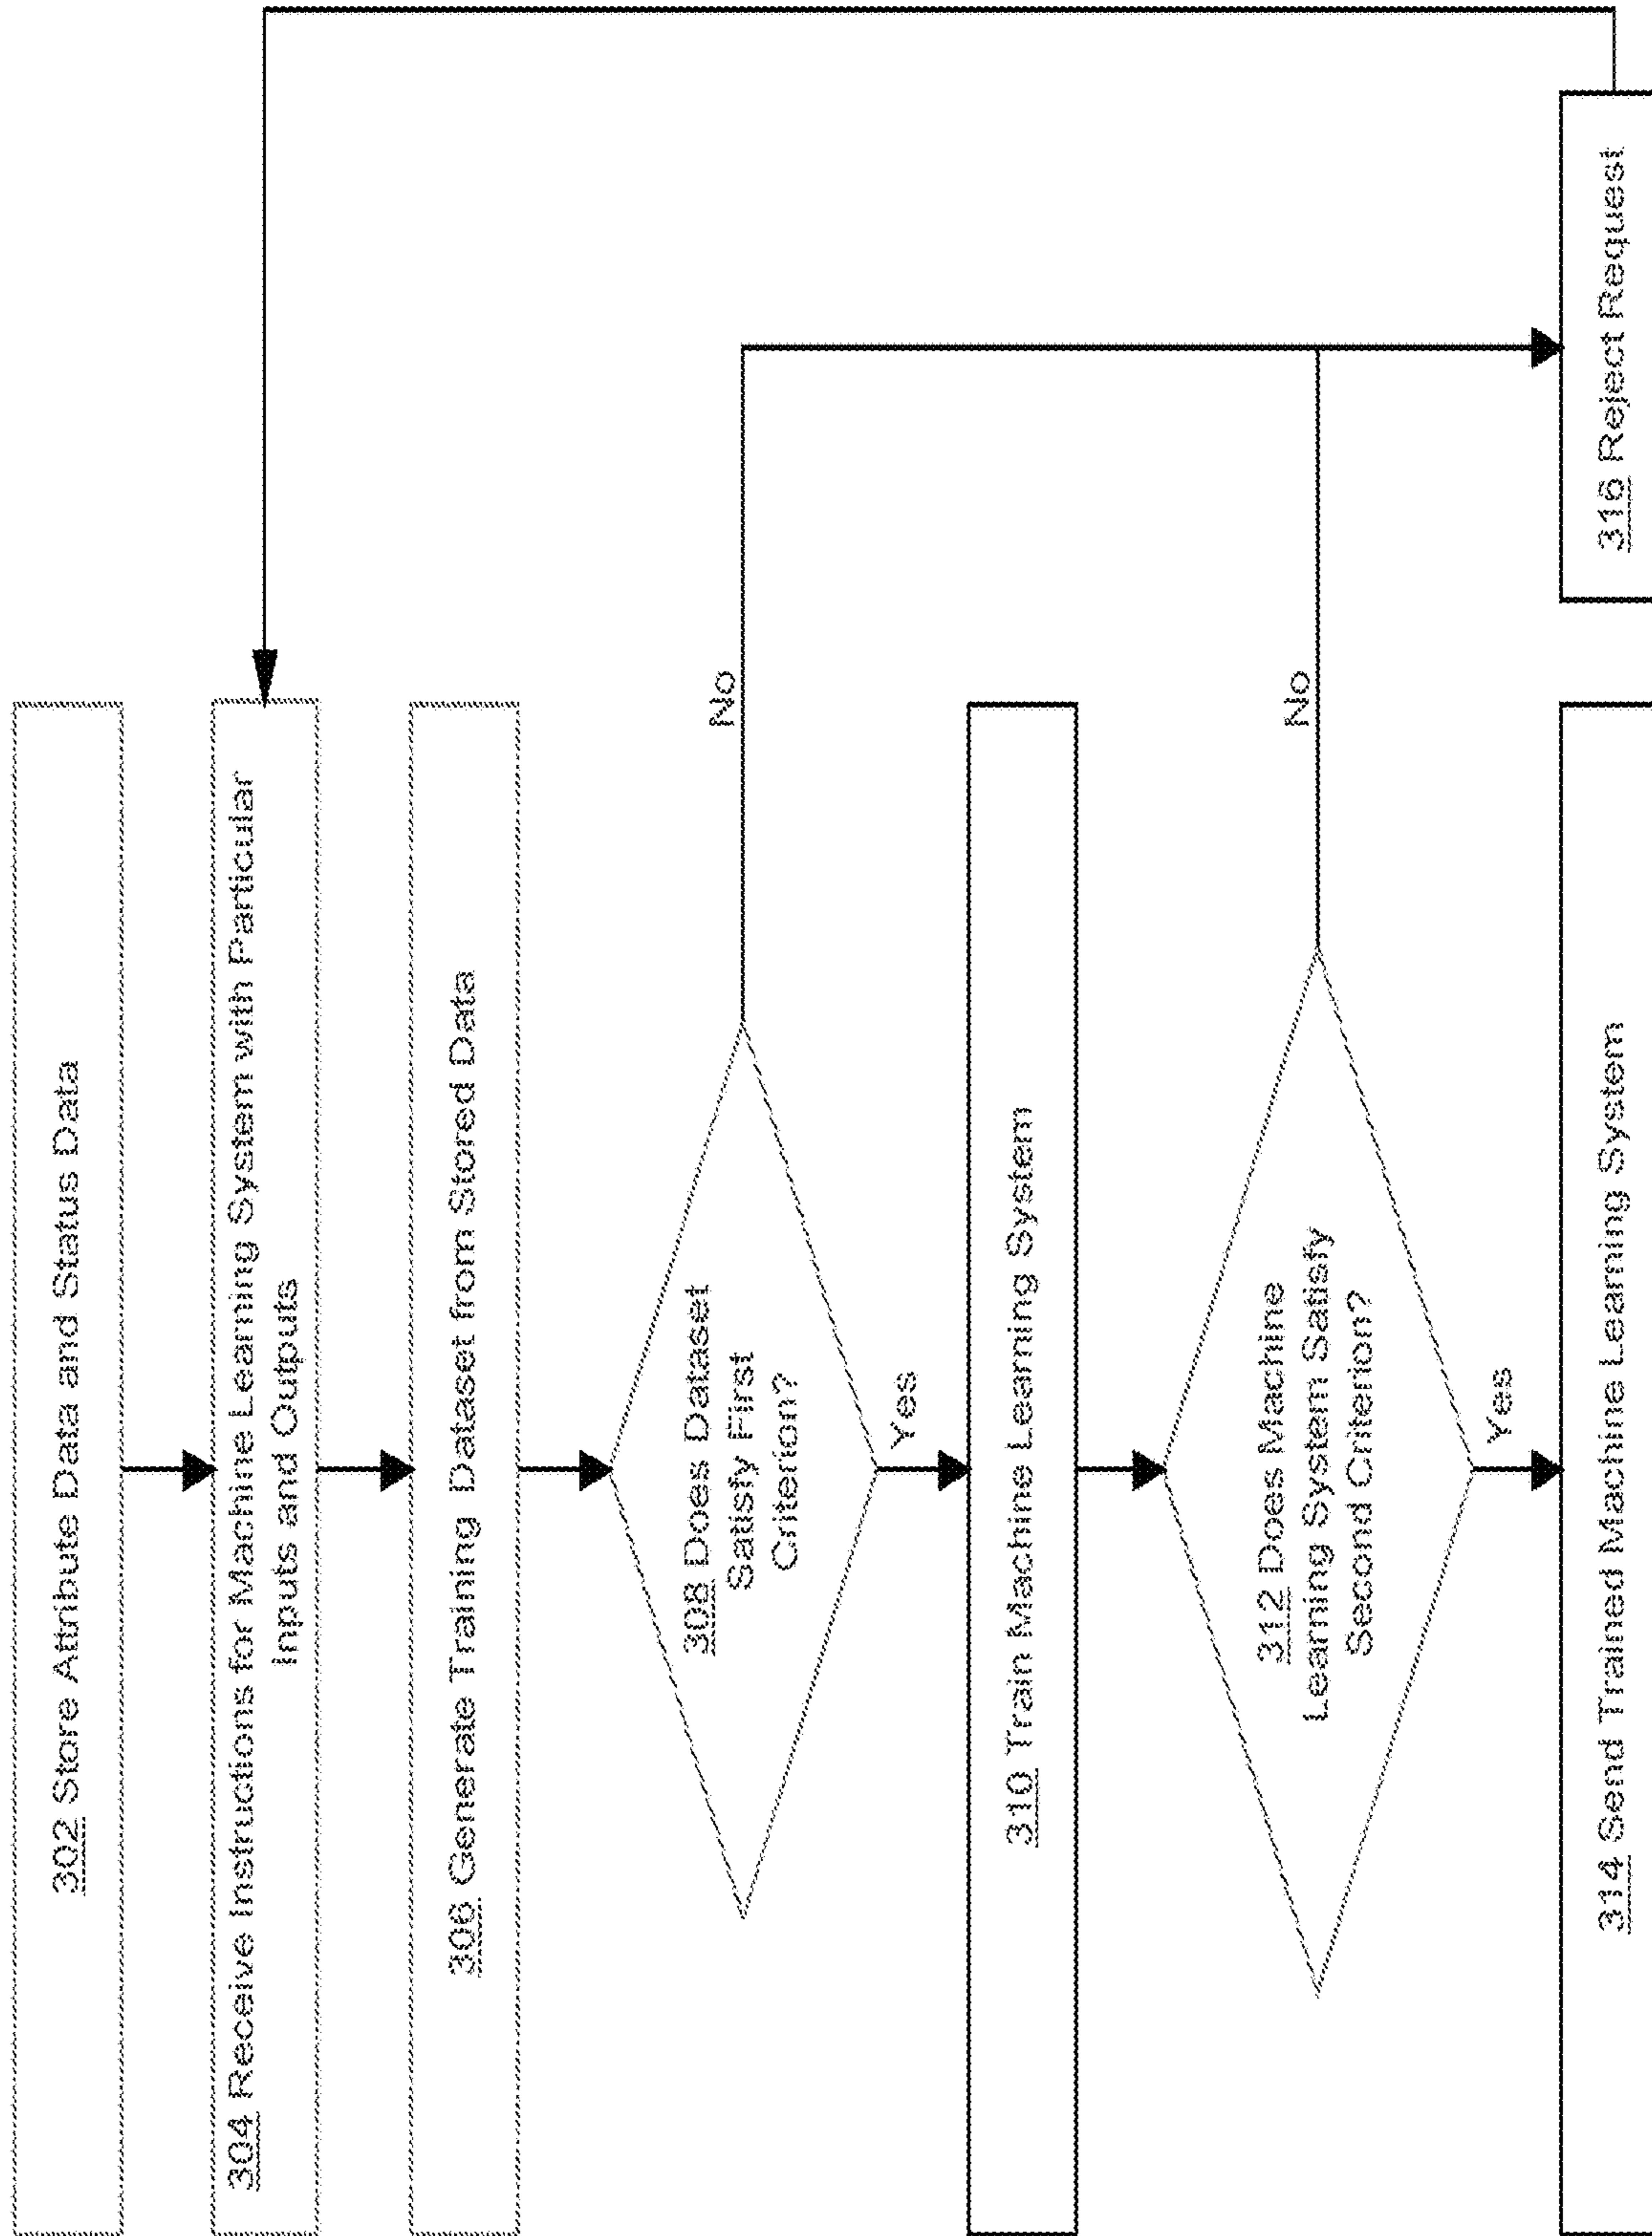 302 Store Attribute Data and Status Data
304 Receive Instructions for Machine Learning System with Particular
Inputs and Outputs
306 Generate Training Dataset from Stored Data
308 Does Dataset
Satisfy First
Criterion?
No
Yes
310 Train Machine Learning System
312 Does Machine
Learning System Satisfy
Second Criterion?
No
Yes
314 Send Trained Machine Learning System
316 Reject Request